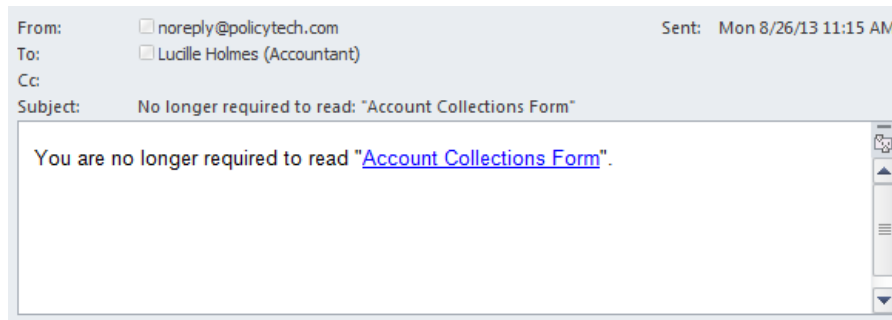 From: noreply@policytech.com Sent: Mon 8/26/13 11:15 AM
To: Lucille Holmes (Accountant)
Cc:
Subject: No longer required to read: "Account Collections Form"
You are no longer required to read "Account Collections Form".